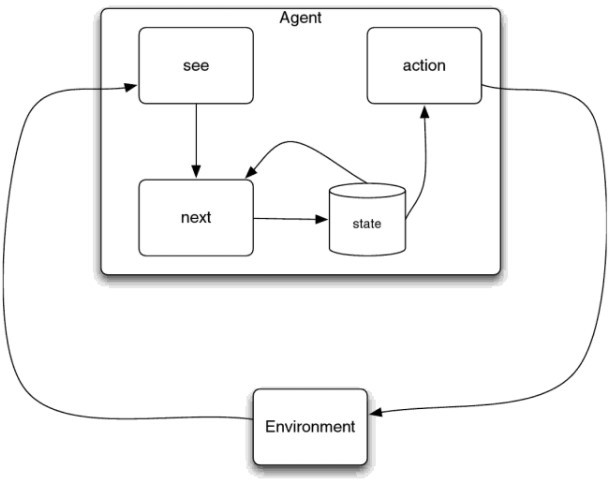 Agent
see
action
next
state
Environment